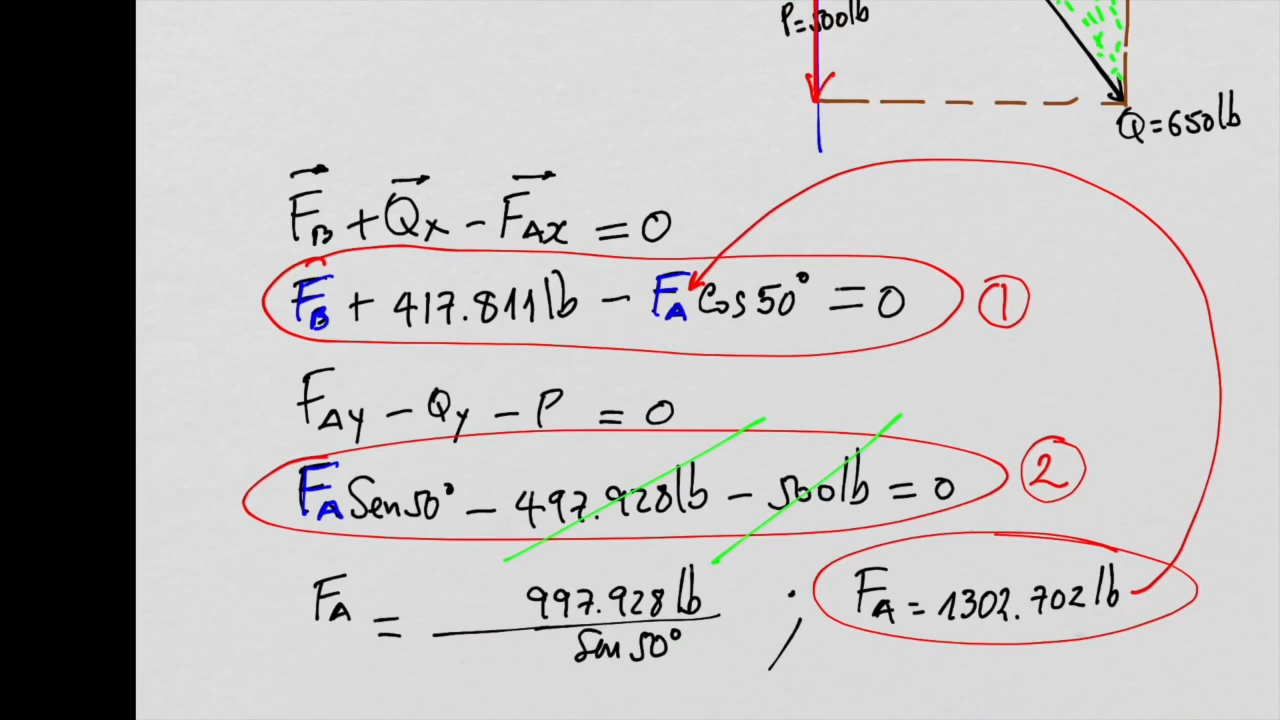 P=500lb
Q=650lb
F_B + Q_x - F_Ax = 0
F_B + 417.811lb - F_A Cos50° = 0 1
F_Ay - Q_y - P = 0
F_A Sen50° - 497.928lb - 500lb = 0 2
F_A = 997.928lb / Sen50° ; F_A = 1302.702lb